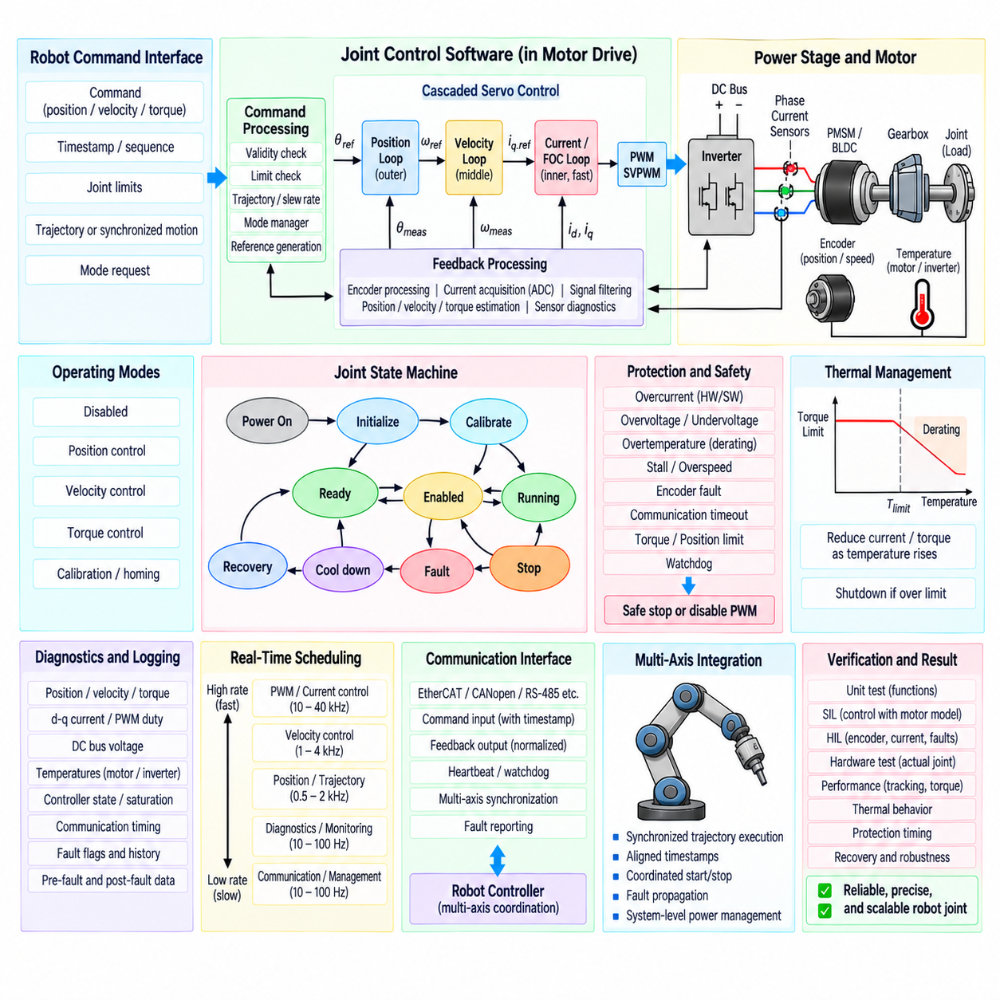 Robot Command Interface
Command
(position / velocity / torque)
Timestamp / sequence
Joint limits
Trajectory or synchronized motion
Mode request
Joint Control Software (in Motor Drive)
Command
Processing
Validity check
Limit check
Trajectory / slew rate
Mode manager
Reference generation
Cascaded Servo Control
θref
Position
Loop
(outer)
ωref
Velocity
Loop
(middle)
iq.ref
Current /
FOC Loop
(inner, fast)
PWM
SVPWM
θmeas
ωmeas
id, iq
Feedback Processing
Encoder processing | Current acquisition (ADC) | Signal filtering
Position / velocity / torque estimation | Sensor diagnostics
Power Stage and Motor
DC Bus
+ −
Inverter
Phase
Current
Sensors
PMSM /
BLDC
Gearbox
Joint
(Load)
Encoder
(position / speed)
Temperature
(motor / inverter)
Operating Modes
Disabled
Position control
Velocity control
Torque control
Calibration / homing
Joint State Machine
Power On
Initialize
Calibrate
Ready
Enabled
Running
Recovery
Cool down
Fault
Stop
Protection and Safety
Overcurrent (HW/SW)
Overvoltage / Undervoltage
Overtemperature (derating)
Stall / Overspeed
Encoder fault
Communication timeout
Torque / Position limit
Watchdog
Safe stop or disable PWM
Thermal Management
Torque
Limit
Derating
Tlimit
Temperature
Reduce current / torque
as temperature rises
Shutdown if over limit
Diagnostics and Logging
Position / velocity / torque
d-q current / PWM duty
DC bus voltage
Temperatures (motor / inverter)
Controller state / saturation
Communication timing
Fault flags and history
Pre-fault and post-fault data
Real-Time Scheduling
High rate
(fast)
Low rate
(slow)
PWM / Current control
(10 – 40 kHz)
Velocity control
(1 – 4 kHz)
Position / Trajectory
(0.5 – 2 kHz)
Diagnostics / Monitoring
(10 – 100 Hz)
Communication / Management
(10 – 100 Hz)
Communication Interface
EtherCAT / CANopen / RS-485 etc.
Command input (with timestamp)
Feedback output (normalized)
Heartbeat / watchdog
Multi-axis synchronization
Fault reporting
Robot Controller
(multi-axis coordination)
Multi-Axis Integration
Synchronized trajectory execution
Aligned timestamps
Coordinated start/stop
Fault propagation
System-level power management
Verification and Result
Unit test (functions)
SIL (control with motor model)
HIL (encoder, current, faults)
Hardware test (actual joint)
Performance (tracking, torque)
Thermal behavior
Protection timing
Recovery and robustness
Reliable, precise,
and scalable robot joint